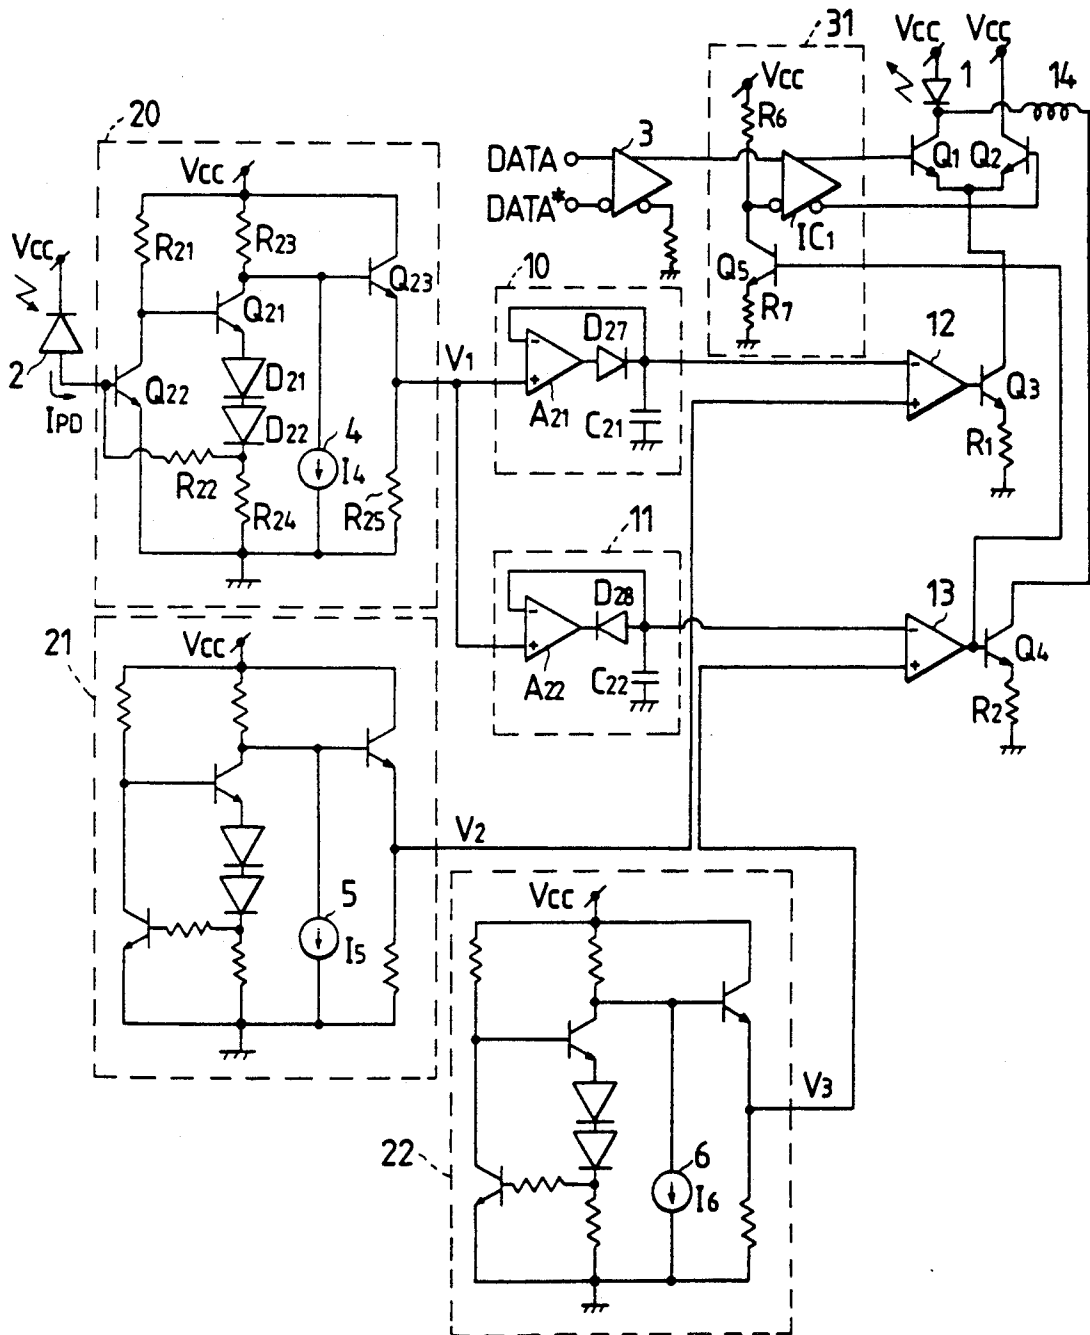 31
Vcc
Vcc
1
14
20
Vcc
R6
3
DATA
DATA*
Q1
Q2
IC1
Vcc
R21
R23
Q23
Vcc
10
Q5
Q21
R7
12
2
Q22
D21
V1
D27
A21
Q3
IPD
D22
4
C21
R1
R22
I4
R24
R25
11
D28
13
21
Vcc
A22
C22
Q4
R2
V2
Vcc
5
I5
V3
22
6
I6